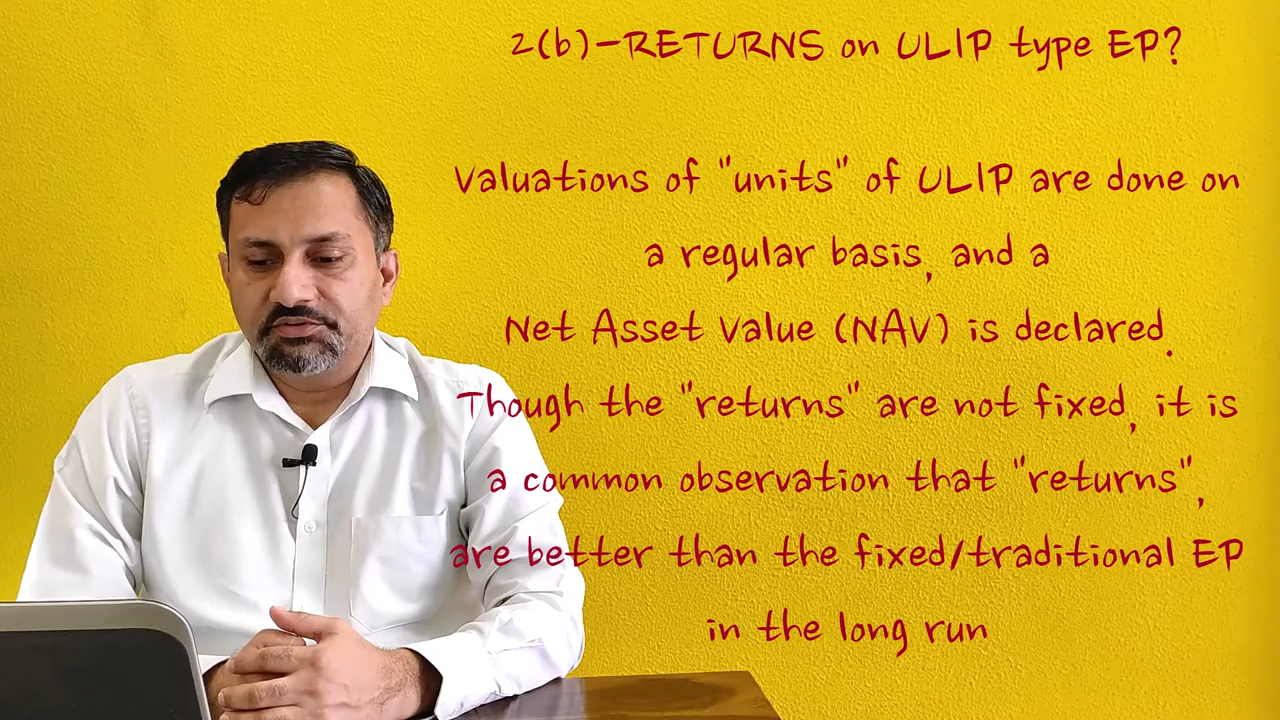 2(b)-RETURNS on ULIP type EP?
Valuations of "units" of ULIP are done on
a regular basis, and a
Net Asset Value (NAV) is declared.
Though the "returns" are not fixed, it is
a common observation that "returns",
are better than the fixed/traditional EP
in the long run